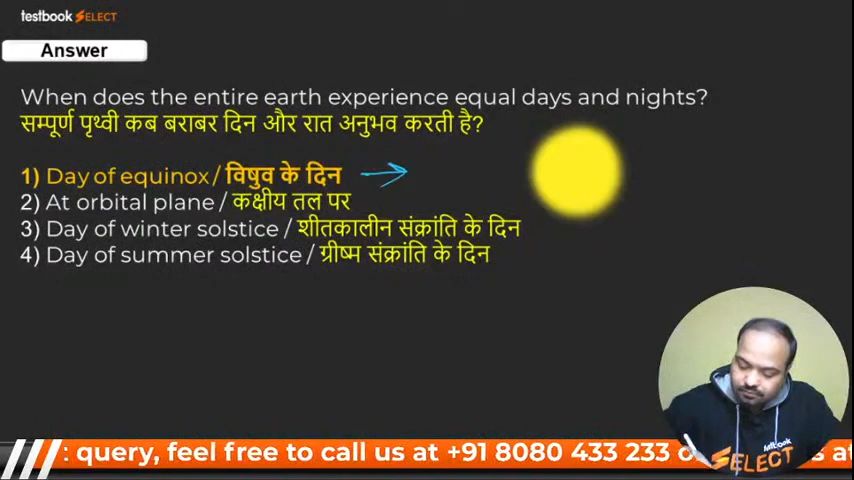 testbook SELECT
Answer
When does the entire earth experience equal days and nights?
सम्पूर्ण पृथ्वी कब बराबर दिन और रात अनुभव करती है?
1) Day of equinox / विषुव के दिन
2) At orbital plane / कक्षीय तल पर
3) Day of winter solstice / शीतकालीन संक्रांति के दिन
4) Day of summer solstice / ग्रीष्म संक्रांति के दिन
testbook
SELECT
: query, feel free to call us at +91 8080 433 233 o